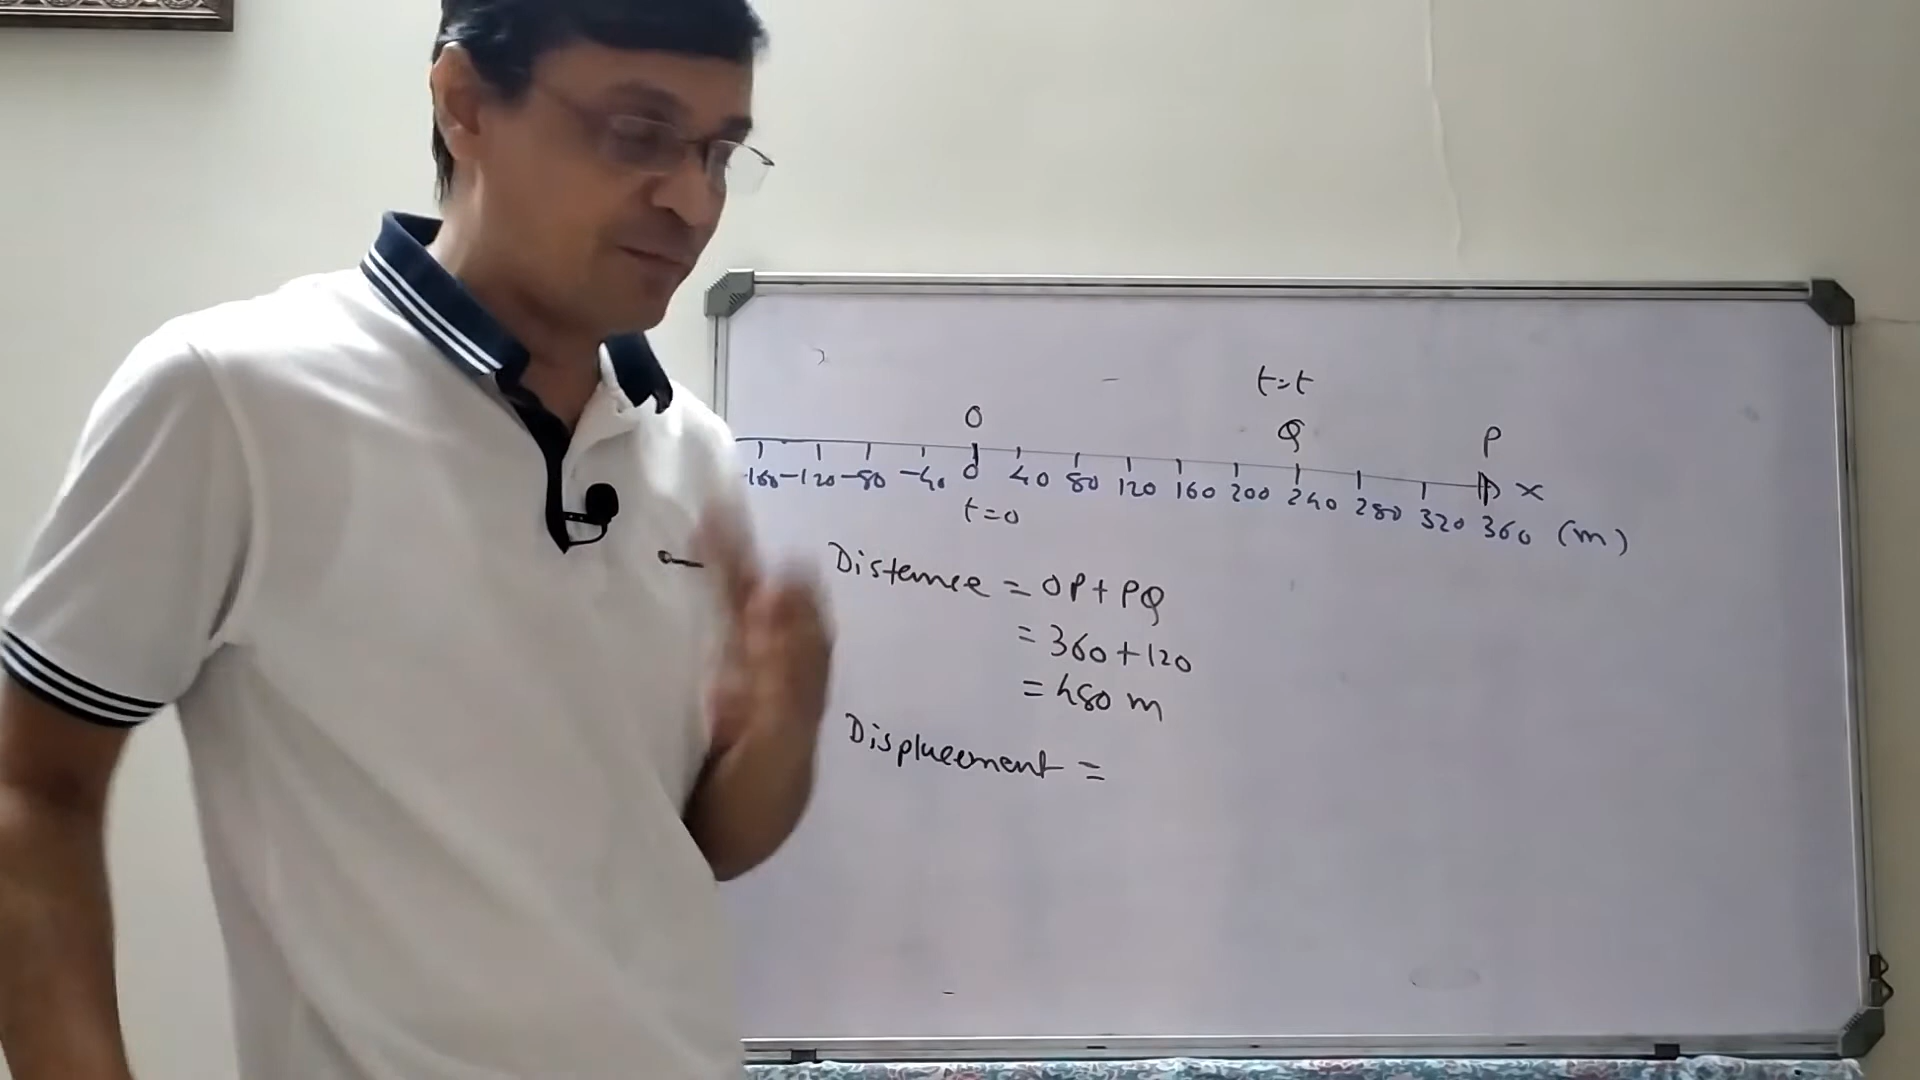 t=t
O Q P
-160 -120 -80 -40 0 40 80 120 160 200 240 280 320 360 (m) x
t=0
Distance = OP + PQ
= 360 + 120
= 480 m
Displacement =